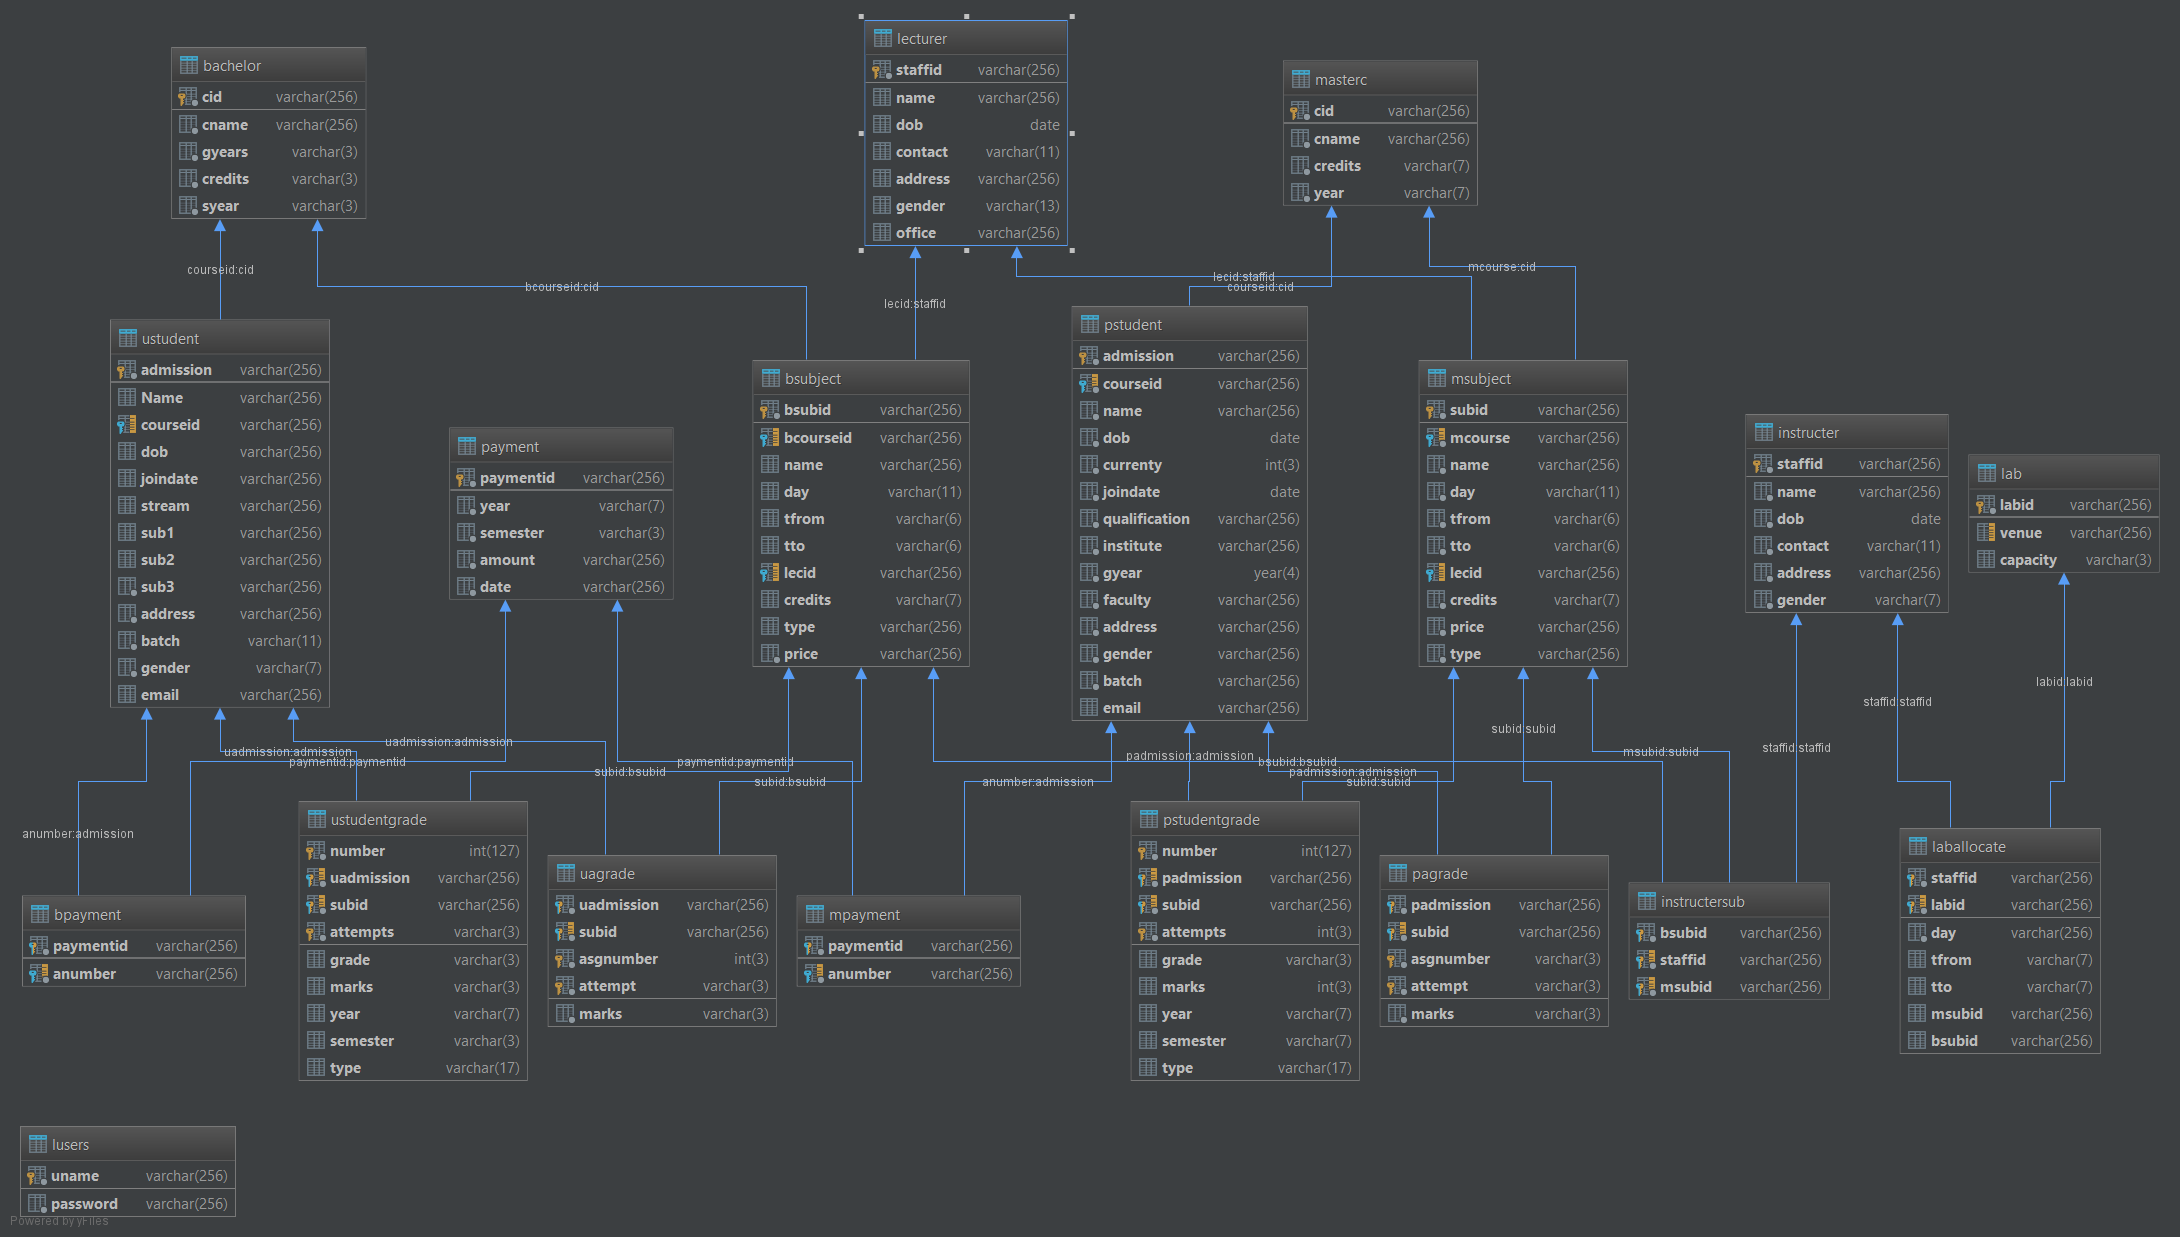 lecturer
staffid varchar(256)
name varchar(256)
dob date
contact varchar(11)
address varchar(256)
gender varchar(13)
office varchar(256)
bachelor
cid varchar(256)
cname varchar(256)
gyears varchar(3)
credits varchar(3)
syear varchar(3)
masterc
cid varchar(256)
cname varchar(256)
credits varchar(7)
year varchar(7)
courseid:cid
bcourseid:cid
lecid:staffid
lecid:staffid
courseid:cid
mcourse:cid
ustudent
admission varchar(256)
Name varchar(256)
courseid varchar(256)
dob varchar(256)
joindate varchar(256)
stream varchar(256)
sub1 varchar(256)
sub2 varchar(256)
sub3 varchar(256)
address varchar(256)
batch varchar(11)
gender varchar(7)
email varchar(256)
payment
paymentid varchar(256)
year varchar(7)
semester varchar(3)
amount varchar(256)
date varchar(256)
bsubject
bsubid varchar(256)
bcourseid varchar(256)
name varchar(256)
day varchar(11)
tfrom varchar(6)
tto varchar(6)
lecid varchar(256)
credits varchar(7)
type varchar(256)
price varchar(256)
pstudent
admission varchar(256)
courseid varchar(256)
name varchar(256)
dob date
currenty int(3)
joindate date
qualification varchar(256)
institute varchar(256)
gyear year(4)
faculty varchar(256)
address varchar(256)
gender varchar(256)
batch varchar(256)
email varchar(256)
msubject
subid varchar(256)
mcourse varchar(256)
name varchar(256)
day varchar(11)
tfrom varchar(6)
tto varchar(6)
lecid varchar(256)
credits varchar(7)
price varchar(256)
type varchar(256)
instructer
staffid varchar(256)
name varchar(256)
dob date
contact varchar(11)
address varchar(256)
gender varchar(7)
lab
labid varchar(256)
venue varchar(256)
capacity varchar(3)
anumber:admission
uadmission:admission
paymentid:paymentid
uadmission:admission
subid:bsubid
paymentid:paymentid
subid:bsubid
anumber:admission
padmission:admission
bsubid:bsubid
padmission:admission
subid:subid
subid:subid
msubid:subid
staffid:staffid
staffid:staffid
labid:labid
bpayment
paymentid varchar(256)
anumber varchar(256)
ustudentgrade
number int(127)
uadmission varchar(256)
subid varchar(256)
attempts varchar(3)
grade varchar(3)
marks varchar(3)
year varchar(7)
semester varchar(3)
type varchar(17)
uagrade
uadmission varchar(256)
subid varchar(256)
asgnumber int(3)
attempt varchar(3)
marks varchar(3)
mpayment
paymentid varchar(256)
anumber varchar(256)
pstudentgrade
number int(127)
padmission varchar(256)
subid varchar(256)
attempts int(3)
grade varchar(3)
marks int(3)
year varchar(7)
semester varchar(7)
type varchar(17)
pagrade
padmission varchar(256)
subid varchar(256)
asgnumber varchar(3)
attempt varchar(3)
marks varchar(3)
instructersub
bsubid varchar(256)
staffid varchar(256)
msubid varchar(256)
laballocate
staffid varchar(256)
labid varchar(256)
day varchar(256)
tfrom varchar(7)
tto varchar(7)
msubid varchar(256)
bsubid varchar(256)
lusers
uname varchar(256)
password varchar(256)
Powered by yFiles